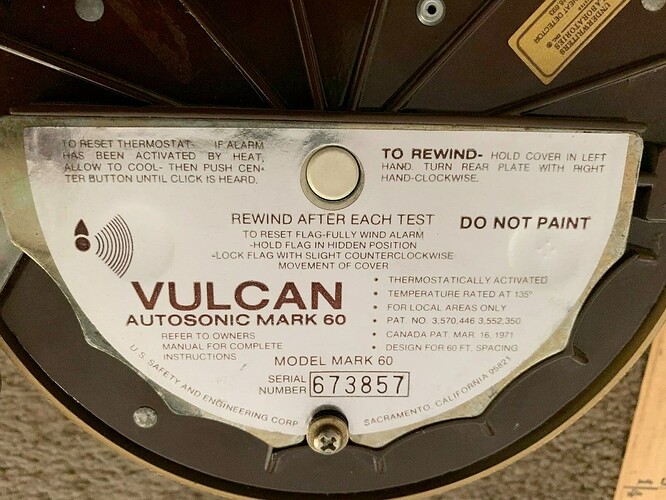 UNDERWRITERS
LABORATORIES
INC.®
HEAT DETECTOR
TO RESET THERMOSTAT- IF ALARM
HAS BEEN ACTIVATED BY HEAT,
ALLOW TO COOL- THEN PUSH CEN-
TER BUTTON UNTIL CLICK IS HEARD.
TO REWIND- HOLD COVER IN LEFT
HAND. TURN REAR PLATE WITH RIGHT
HAND-CLOCKWISE.
REWIND AFTER EACH TEST
DO NOT PAINT
TO RESET FLAG-FULLY WIND ALARM
-HOLD FLAG IN HIDDEN POSITION
-LOCK FLAG WITH SLIGHT COUNTERCLOCKWISE
MOVEMENT OF COVER
VULCAN
AUTOSONIC MARK 60
REFER TO OWNERS
MANUAL FOR COMPLETE
INSTRUCTIONS
• THERMOSTATICALLY ACTIVATED
• TEMPERATURE RATED AT 135°
• FOR LOCAL AREAS ONLY
• PAT. NO. 3,570,446 3,552,350
• CANADA PAT. MAR. 16, 1971
• DESIGN FOR 60 FT. SPACING
MODEL MARK 60
SERIAL
NUMBER 673857
U.S. SAFETY AND ENGINEERING CORP.
SACRAMENTO, CALIFORNIA 95821